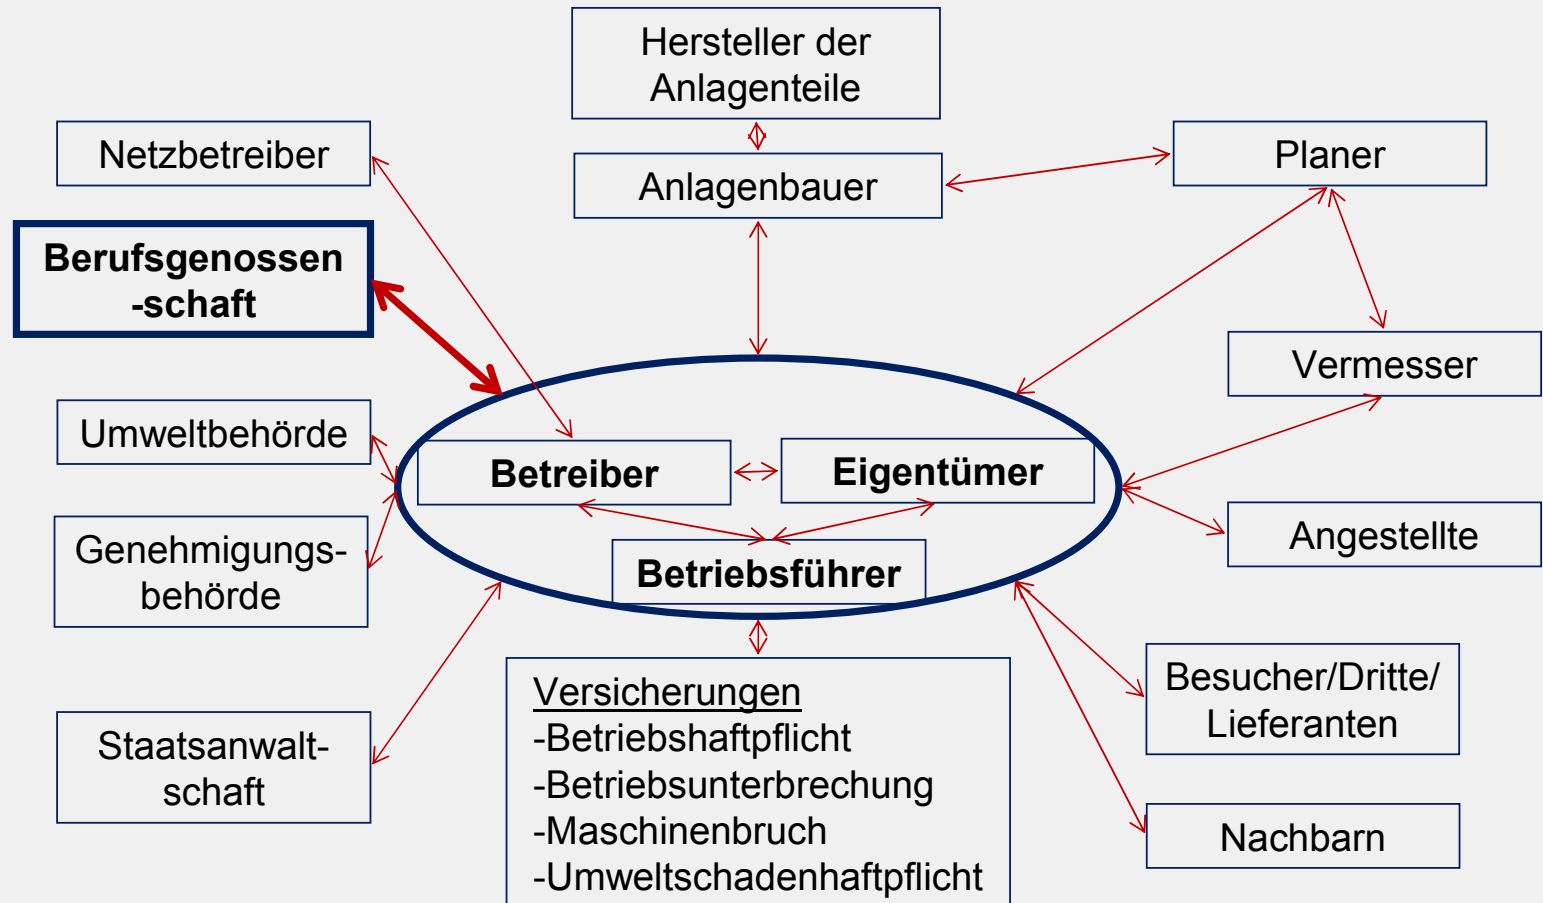 Hersteller der
Anlagenteile
Netzbetreiber
Anlagenbauer
Planer
Berufsgenossen
-schaft
Vermesser
Umweltbehörde
Betreiber
Eigentümer
Genehmigungs-
behörde
Betriebsführer
Angestellte
Staatsanwalt-
schaft
Versicherungen
-Betriebshaftpflicht
-Betriebsunterbrechung
-Maschinenbruch
-Umweltschadenhaftpflicht
Besucher/Dritte/
Lieferanten
Nachbarn